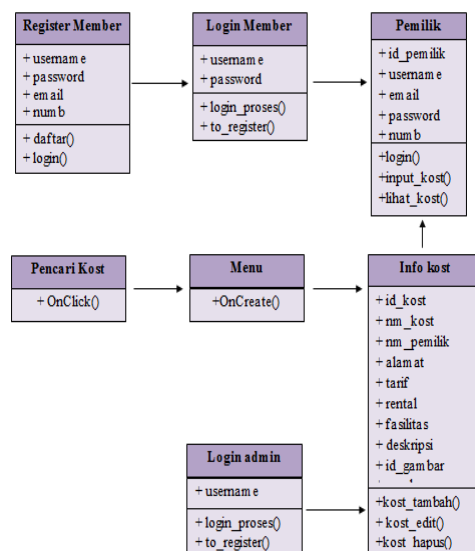 Register Member
+ username
+ password
+ email
+ numb
+ daftar()
+ login()
Login Member
+ username
+ password
+ login_proses()
+ to_register()
Pemilik
+ id_pemilik
+ username
+ email
+ password
+ numb
+login()
+input_kost()
+lihat_kost()
Pencari Kost
+ OnClick()
Menu
+OnCreate()
Info kost
+ id_kost
+ nm_kost
+ nm_pemilik
+ alamat
+ tarif
+ rental
+ fasilitas
+ deskripsi
+ id_gambar
+kost_tambah()
+ kost_edit()
+kost_hapus()
Login admin
+ username
+ login_proses()
+ to_register()